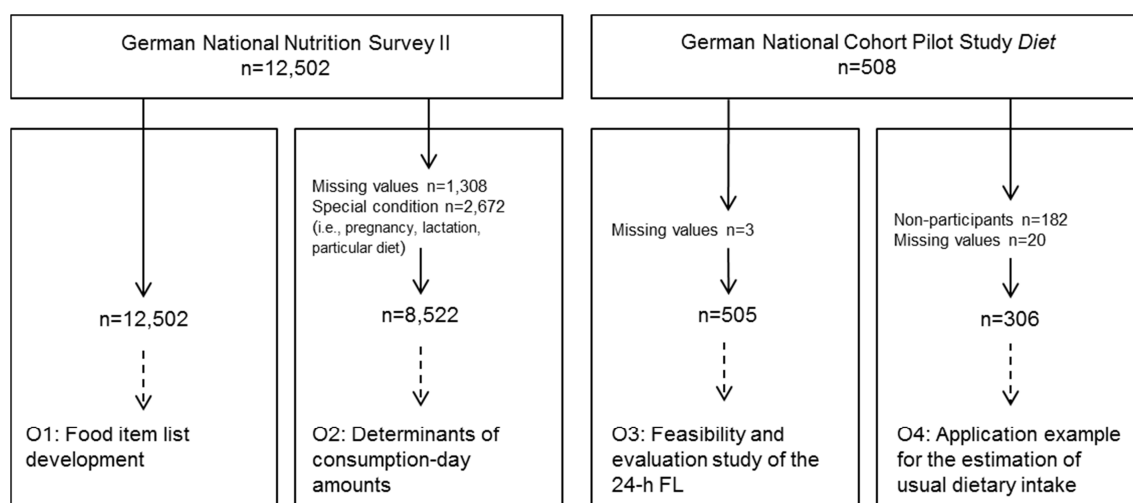 German National Nutrition Survey II
n=12,502
German National Cohort Pilot Study Diet
n=508
n=12,502
O1: Food item list
development
Missing values n=1,308
Special condition n=2,672
(i.e., pregnancy, lactation,
particular diet)
n=8,522
O2: Determinants of
consumption-day
amounts
Missing values n=3
n=505
O3: Feasibility and
evaluation study of the
24-h FL
Non-participants n=182
Missing values n=20
n=306
O4: Application example
for the estimation of
usual dietary intake